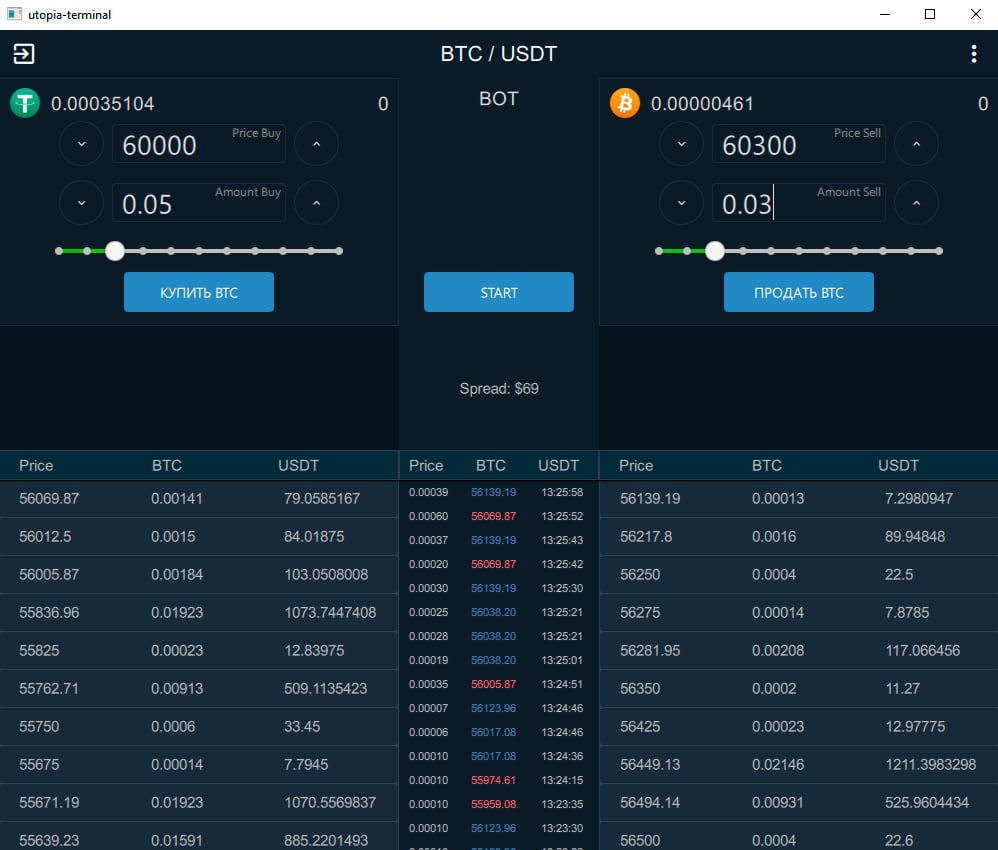 utopia-terminal
BTC / USDT
0.00035104 0
BOT
0.00000461 0
Price Buy
60000
Price Sell
60300
Amount Buy
0.05
Amount Sell
0.03
КУПИТЬ BTC
START
ПРОДАТЬ BTC
Spread: $69
Price BTC USDT Price BTC USDT Price BTC USDT
56069.87 0.00141 79.0585167
56012.5 0.0015 84.01875
56005.87 0.00184 103.0508008
55836.96 0.01923 1073.7447408
55825 0.00023 12.83975
55762.71 0.00913 509.1135423
55750 0.0006 33.45
55675 0.00014 7.7945
55671.19 0.01923 1070.5569837
55639.23 0.01591 885.2201493
0.00039 56139.19 13:25:58
0.00060 56069.87 13:25:52
0.00037 56139.19 13:25:43
0.00020 56069.87 13:25:42
0.00030 56139.19 13:25:30
0.00025 56038.20 13:25:21
0.00028 56038.20 13:25:21
0.00019 56038.20 13:25:01
0.00035 56005.87 13:24:51
0.00007 56123.96 13:24:46
0.00006 56017.08 13:24:46
0.00010 56017.08 13:24:36
0.00010 55974.61 13:24:15
0.00010 55959.08 13:23:35
0.00010 56123.96 13:23:30
56139.19 0.00013 7.2980947
56217.8 0.0016 89.94848
56250 0.0004 22.5
56275 0.00014 7.8785
56281.95 0.00208 117.066456
56350 0.0002 11.27
56425 0.00023 12.97775
56449.13 0.02146 1211.3983298
56494.14 0.00931 525.9604434
56500 0.0004 22.6